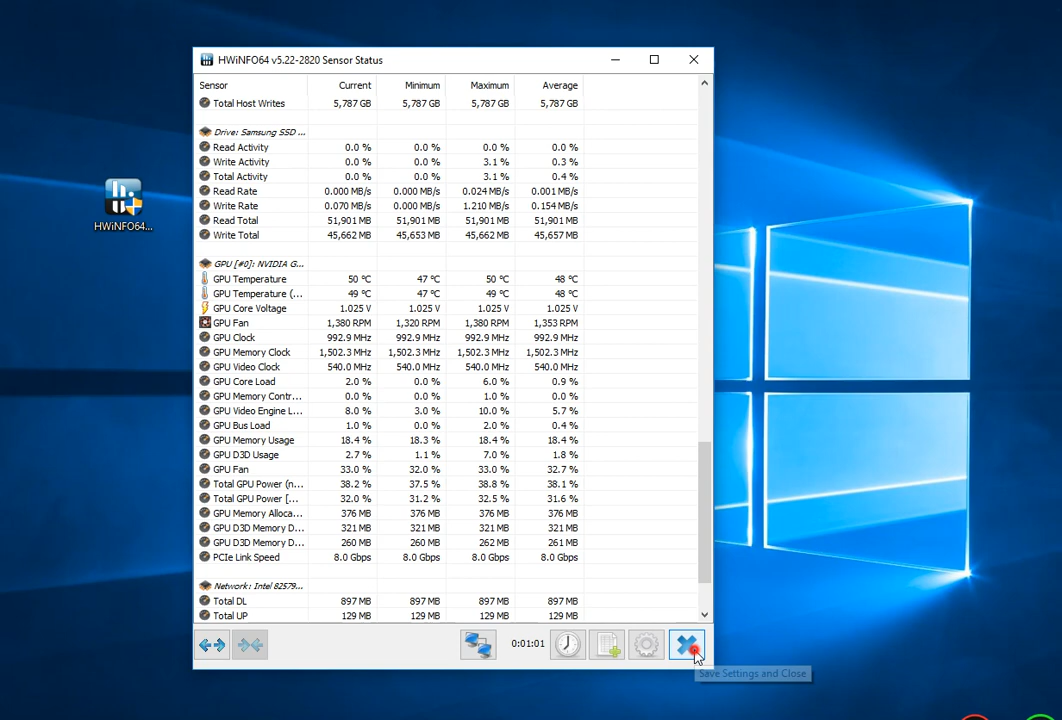 HWiNFO64 v5.22-2820 Sensor Status
Sensor Current Minimum Maximum Average
Total Host Writes 5,787 GB 5,787 GB 5,787 GB 5,787 GB
Drive: Samsung SSD ...
Read Activity 0.0 % 0.0 % 0.0 % 0.0 %
Write Activity 0.0 % 0.0 % 3.1 % 0.3 %
Total Activity 0.0 % 0.0 % 3.1 % 0.4 %
Read Rate 0.000 MB/s 0.000 MB/s 0.024 MB/s 0.001 MB/s
Write Rate 0.070 MB/s 0.000 MB/s 1.210 MB/s 0.154 MB/s
Read Total 51,901 MB 51,901 MB 51,901 MB 51,901 MB
Write Total 45,662 MB 45,653 MB 45,662 MB 45,657 MB
GPU [#0]: NVIDIA G...
GPU Temperature 50 °C 47 °C 50 °C 48 °C
GPU Temperature (... 49 °C 47 °C 49 °C 48 °C
GPU Core Voltage 1.025 V 1.025 V 1.025 V 1.025 V
GPU Fan 1,380 RPM 1,320 RPM 1,380 RPM 1,353 RPM
GPU Clock 992.9 MHz 992.9 MHz 992.9 MHz 992.9 MHz
GPU Memory Clock 1,502.3 MHz 1,502.3 MHz 1,502.3 MHz 1,502.3 MHz
GPU Video Clock 540.0 MHz 540.0 MHz 540.0 MHz 540.0 MHz
GPU Core Load 2.0 % 0.0 % 6.0 % 0.9 %
GPU Memory Contr... 0.0 % 0.0 % 1.0 % 0.0 %
GPU Video Engine L... 8.0 % 3.0 % 10.0 % 5.7 %
GPU Bus Load 1.0 % 0.0 % 2.0 % 0.4 %
GPU Memory Usage 18.4 % 18.3 % 18.4 % 18.4 %
GPU D3D Usage 2.7 % 1.1 % 7.0 % 1.8 %
GPU Fan 33.0 % 32.0 % 33.0 % 32.7 %
Total GPU Power (n... 38.2 % 37.5 % 38.8 % 38.1 %
Total GPU Power [... 32.0 % 31.2 % 32.5 % 31.6 %
GPU Memory Alloca... 376 MB 376 MB 376 MB 376 MB
GPU D3D Memory D... 321 MB 321 MB 321 MB 321 MB
GPU D3D Memory D... 260 MB 260 MB 262 MB 261 MB
PCIe Link Speed 8.0 Gbps 8.0 Gbps 8.0 Gbps 8.0 Gbps
Network: Intel 82579...
Total DL 897 MB 897 MB 897 MB 897 MB
Total UP 129 MB 129 MB 129 MB 129 MB
0:01:01
Save Settings and Close
HWiNFO64...